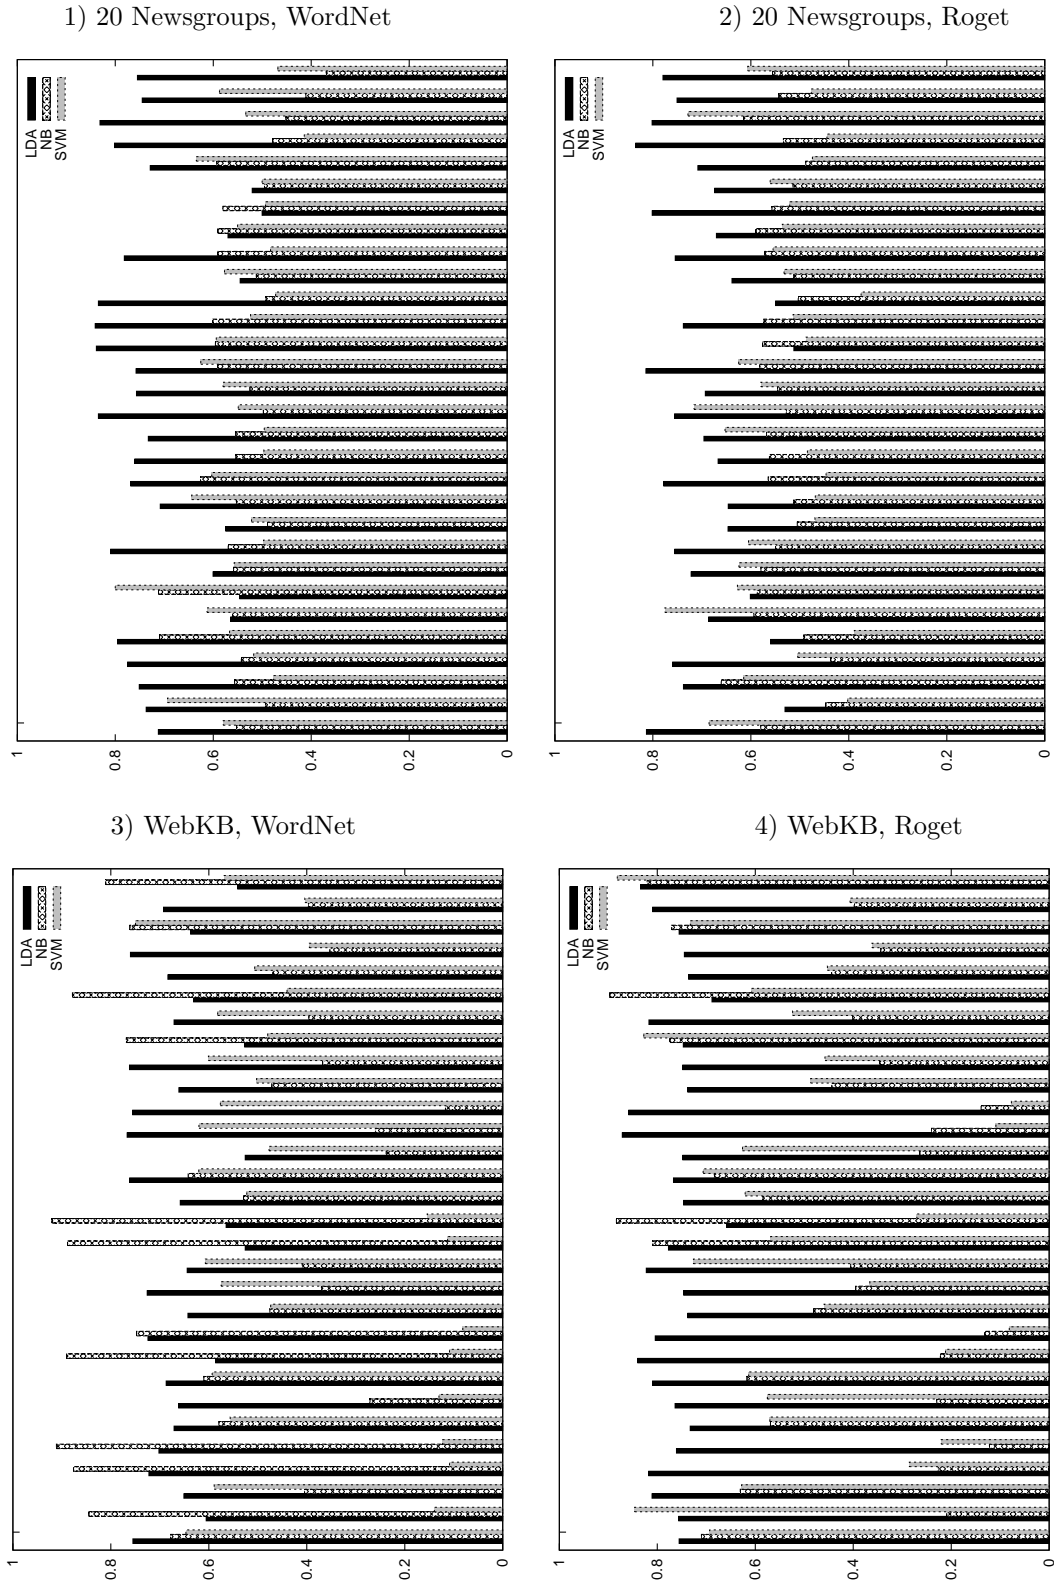 1) 20 Newsgroups, WordNet
LDA
NB
SVM
1
0.8
0.6
0.4
0.2
0
2) 20 Newsgroups, Roget
LDA
NB
SVM
1
0.8
0.6
0.4
0.2
0
3) WebKB, WordNet
LDA
NB
SVM
1
0.8
0.6
0.4
0.2
0
4) WebKB, Roget
LDA
NB
SVM
1
0.8
0.6
0.4
0.2
0